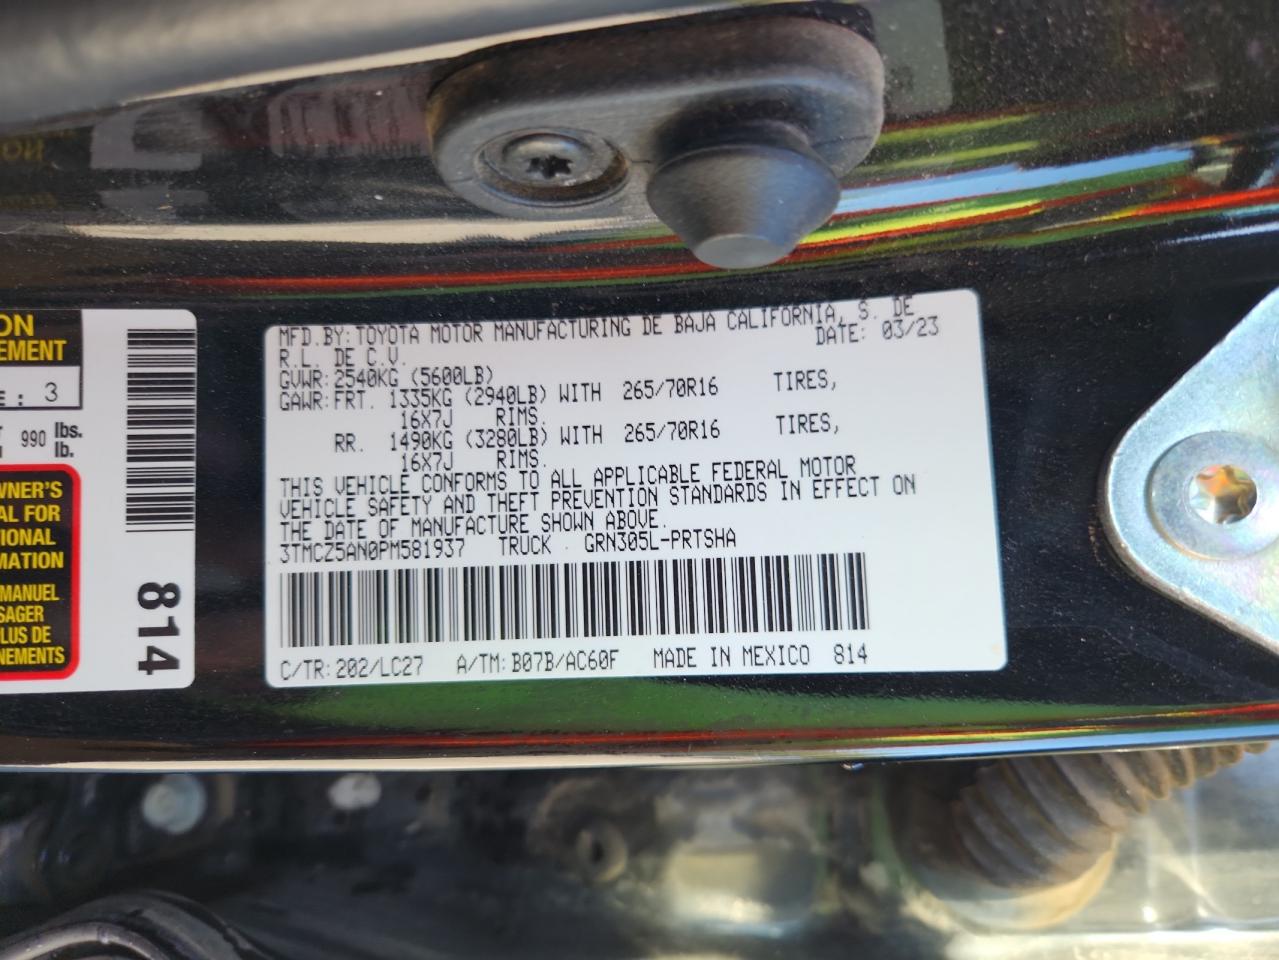 ON
EMENT
E : 3
T 990 lbs.
lb.
WNER'S
AL FOR
IONAL
MATION
MANUEL
SAGER
PLUS DE
NEMENTS
814
MFD.BY: TOYOTA MOTOR MANUFACTURING DE BAJA CALIFORNIA, S. DE
R.L. DE C.V. DATE: 03/23
GVWR: 2540KG (5600LB)
GAWR: FRT. 1335KG (2940LB) WITH 265/70R16 TIRES,
16X7J RIMS.
RR. 1490KG (3280LB) WITH 265/70R16 TIRES,
16X7J RIMS.
THIS VEHICLE CONFORMS TO ALL APPLICABLE FEDERAL MOTOR
VEHICLE SAFETY AND THEFT PREVENTION STANDARDS IN EFFECT ON
THE DATE OF MANUFACTURE SHOWN ABOVE.
3TMCZ5AN0PM581937 TRUCK GRN305L-PRTSHA
C/TR: 202/LC27 A/TM: B07B/AC60F MADE IN MEXICO 814